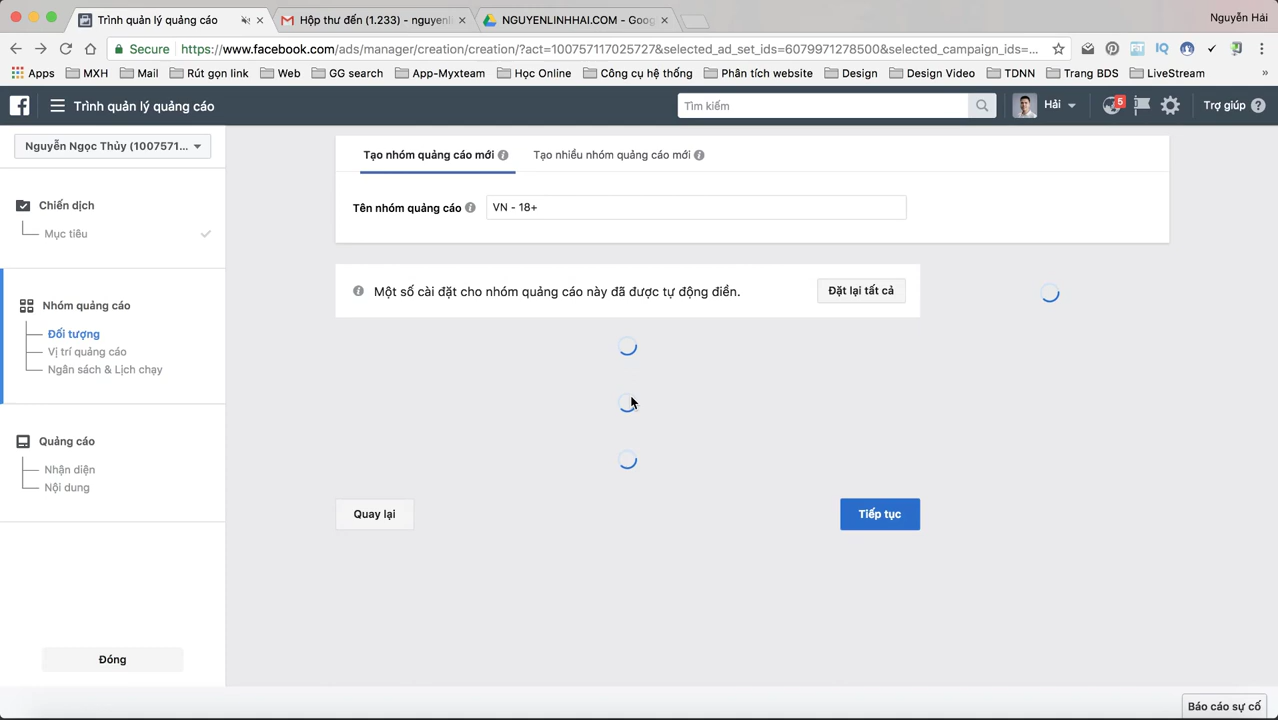 Trình quản lý quảng cáo
Hộp thư đến (1.233) - nguyenlin
NGUYENLINHHAI.COM - Goog
Nguyễn Hải
Secure
https://www.facebook.com/ads/manager/creation/creation/?act=100757117025727&selected_ad_set_ids=6079971278500&selected_campaign_ids=...
Apps
MXH
Mail
Rút gọn link
Web
GG search
App-Myxteam
Học Online
Công cụ hệ thống
Phân tích website
Design
Design Video
TDNN
Trang BDS
LiveStream
»
Trình quản lý quảng cáo
Tìm kiếm
Hải
5
Trợ giúp
Nguyễn Ngọc Thủy (1007571...
Chiến dịch
Mục tiêu
Nhóm quảng cáo
Đối tượng
Vị trí quảng cáo
Ngân sách & Lịch chạy
Quảng cáo
Nhận diện
Nội dung
Đóng
Tạo nhóm quảng cáo mới
Tạo nhiều nhóm quảng cáo mới
Tên nhóm quảng cáo
VN - 18+
Một số cài đặt cho nhóm quảng cáo này đã được tự động điền.
Đặt lại tất cả
Quay lại
Tiếp tục
Báo cáo sự cố